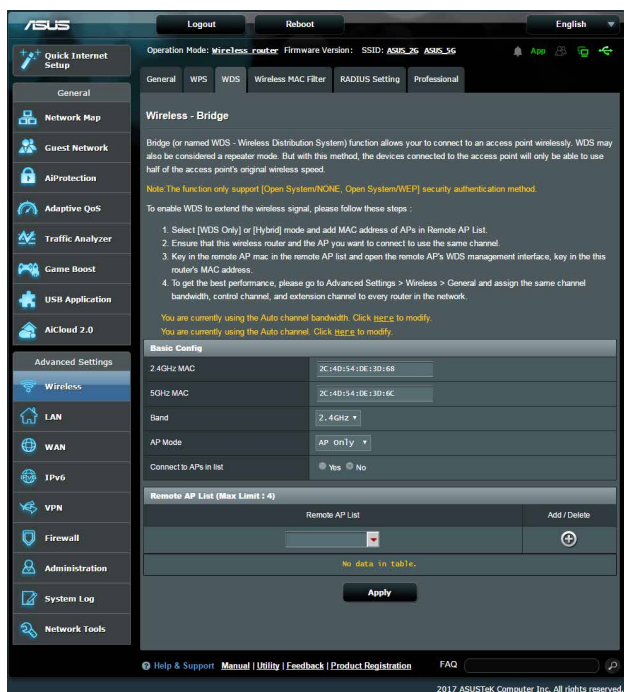 ASUS
Logout
Reboot
English
Quick Internet
Setup
Operation Mode: Wireless router Firmware Version: SSID: ASUS_2G ASUS_5G
App
General WPS WDS Wireless MAC Filter RADIUS Setting Professional
General
Network Map
Guest Network
AiProtection
Adaptive QoS
Traffic Analyzer
Game Boost
USB Application
AiCloud 2.0
Advanced Settings
Wireless
LAN
WAN
IPv6
VPN
Firewall
Administration
System Log
Network Tools
Wireless - Bridge
Bridge (or named WDS - Wireless Distribution System) function allows your to connect to an access point wirelessly. WDS may
also be considered a repeater mode. But with this method, the devices connected to the access point will only be able to use
half of the access point's original wireless speed.
Note:The function only support [Open System/NONE, Open System/WEP] security authentication method.
To enable WDS to extend the wireless signal, please follow these steps :
1. Select [WDS Only] or [Hybrid] mode and add MAC address of APs in Remote AP List.
2. Ensure that this wireless router and the AP you want to connect to use the same channel.
3. Key in the remote AP mac in the remote AP list and open the remote AP's WDS management interface, key in the this
router's MAC address.
4. To get the best performance, please go to Advanced Settings > Wireless > General and assign the same channel
bandwidth, control channel, and extension channel to every router in the network.
You are currently using the Auto channel bandwidth. Click Here to modify.
You are currently using the Auto channel. Click Here to modify.
Basic Config
2.4GHz MAC 2C:4D:54:DE:3D:68
5GHz MAC 2C:4D:54:DE:3D:6C
Band 2.4GHz
AP Mode AP Only
Connect to APs in list Yes No
Remote AP List (Max Limit : 4)
Remote AP List Add / Delete
No data in table.
Apply
Help & Support Manual | Utility | Feedback | Product Registration FAQ
2017 ASUSTeK Computer Inc. All rights reserved.